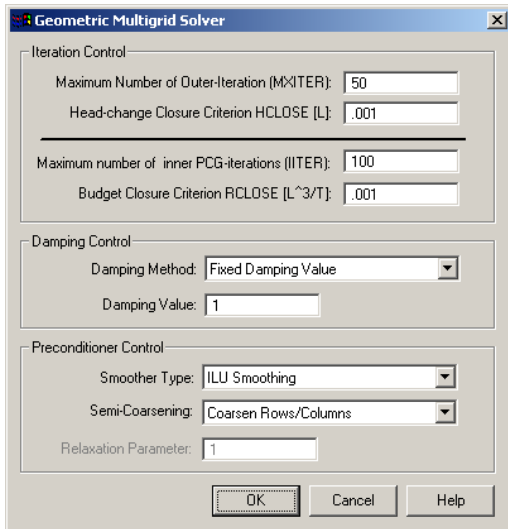 Geometric Multigrid Solver
Iteration Control
Maximum Number of Outer-Iteration (MXITER): 50
Head-change Closure Criterion HCLOSE [L]: .001
Maximum number of inner PCG-iterations (IITER): 100
Budget Closure Criterion RCLOSE [L^3/T]: .001
Damping Control
Damping Method: Fixed Damping Value
Damping Value: 1
Preconditioner Control
Smoother Type: ILU Smoothing
Semi-Coarsening: Coarsen Rows/Columns
Relaxation Parameter: 1
OK Cancel Help